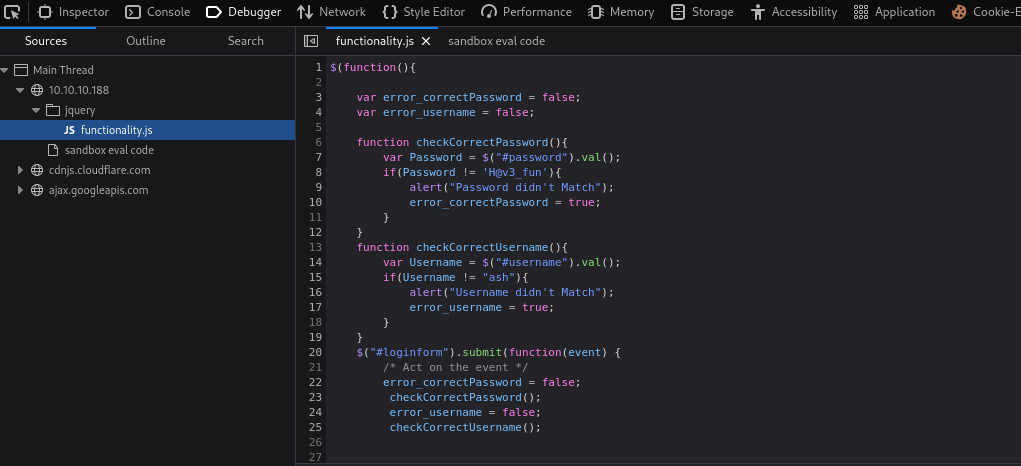 Inspector Console Debugger Network Style Editor Performance Memory Storage Accessibility Application Cookie-E
Sources Outline Search functionality.js sandbox eval code
Main Thread
10.10.10.188
jquery
JS functionality.js
sandbox eval code
cdnjs.cloudflare.com
ajax.googleapis.com
1 $(function(){
2
3 var error_correctPassword = false;
4 var error_username = false;
5
6 function checkCorrectPassword(){
7 var Password = $("#password").val();
8 if(Password != 'H@v3_fun'){
9 alert("Password didn't Match");
10 error_correctPassword = true;
11 }
12 }
13 function checkCorrectUsername(){
14 var Username = $("#username").val();
15 if(Username != "ash"){
16 alert("Username didn't Match");
17 error_username = true;
18 }
19 }
20 $("#loginform").submit(function(event) {
21 /* Act on the event */
22 error_correctPassword = false;
23 checkCorrectPassword();
24 error_username = false;
25 checkCorrectUsername();
26
27